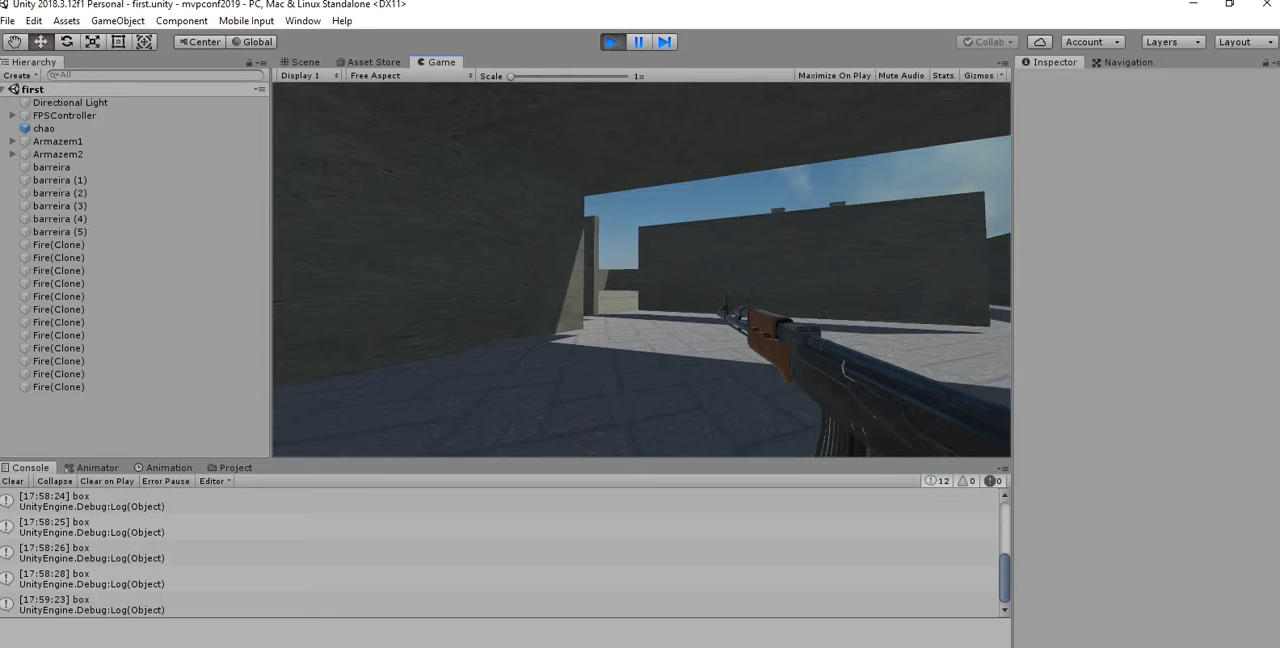 Unity 2018.3.12f1 Personal - first.unity - mvpconf2019 - PC, Mac & Linux Standalone <DX11>
File Edit Assets GameObject Component Mobile Input Window Help
Center Global Collab Account Layers Layout
Hierarchy Scene Asset Store Game Inspector Navigation
Create All Display 1 Free Aspect Scale 1x Maximize On Play Mute Audio Stats Gizmos
first
Directional Light
FPSController
chao
Armazem1
Armazem2
barreira
barreira (1)
barreira (2)
barreira (3)
barreira (4)
barreira (5)
Fire(Clone)
Fire(Clone)
Fire(Clone)
Fire(Clone)
Fire(Clone)
Fire(Clone)
Fire(Clone)
Fire(Clone)
Fire(Clone)
Fire(Clone)
Fire(Clone)
Fire(Clone)
Console Animator Animation Project
Clear Collapse Clear on Play Error Pause Editor 12 0 0
[17:58:24] box
UnityEngine.Debug:Log(Object)
[17:58:25] box
UnityEngine.Debug:Log(Object)
[17:58:26] box
UnityEngine.Debug:Log(Object)
[17:58:28] box
UnityEngine.Debug:Log(Object)
[17:59:23] box
UnityEngine.Debug:Log(Object)